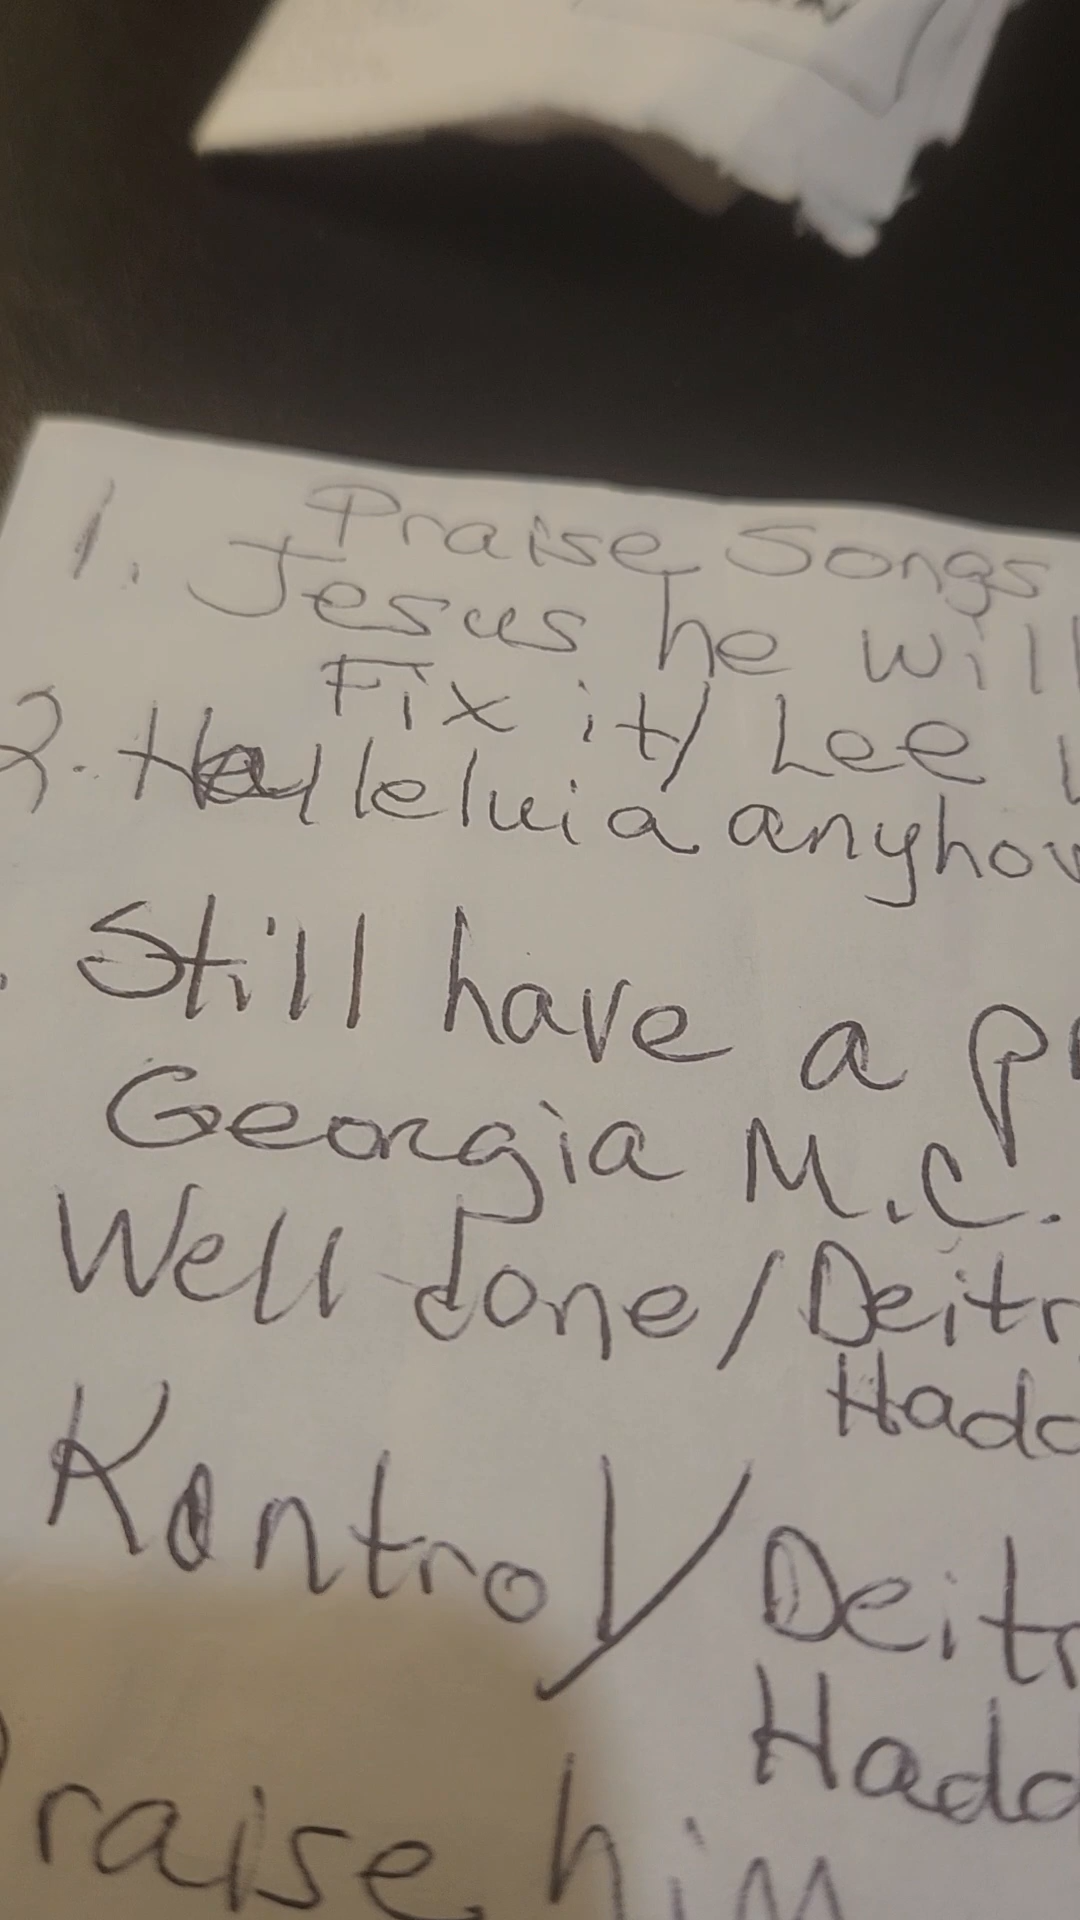 Praise Songs
1. Jesus he will
Fix it/ Lee
2. Halleluia anyhow
Still have a
Georgia M.C.
Well done/Deitr
Hadd
Kontrol/Deitr
Hadd
raise him